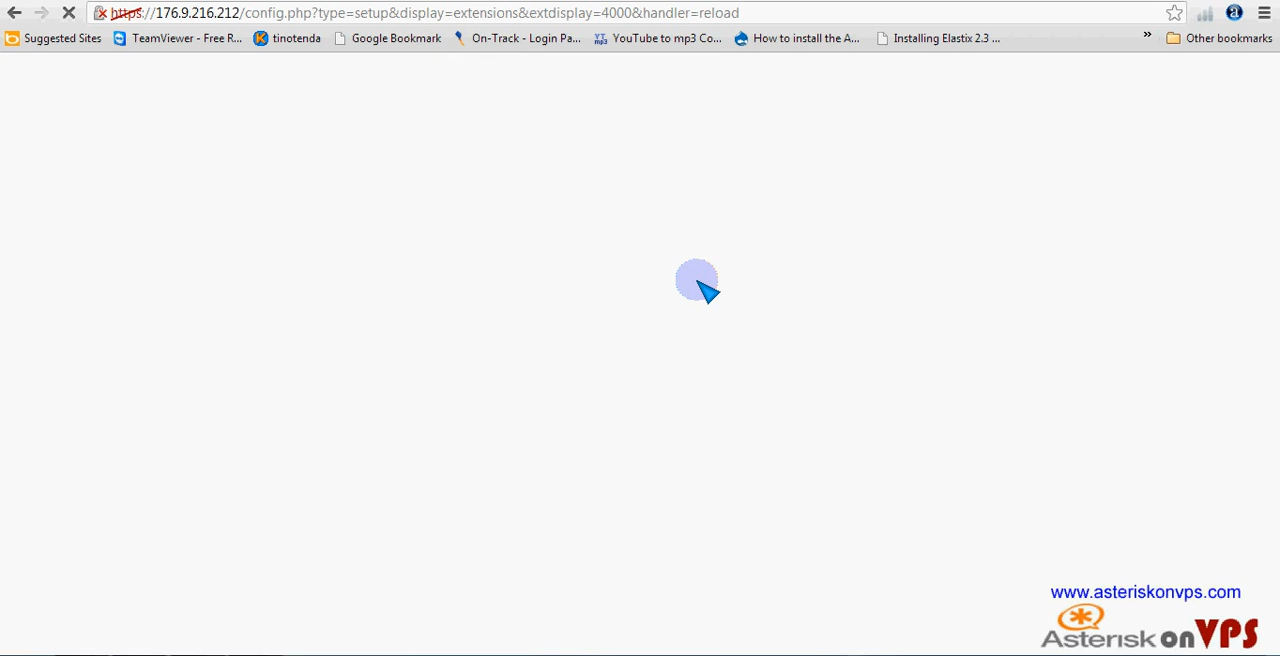 https://176.9.216.212/config.php?type=setup&display=extensions&extdisplay=4000&handler=reload
Suggested Sites TeamViewer - Free R... tinotenda Google Bookmark On-Track - Login Pa... YT mp3 YouTube to mp3 Co... How to install the A... Installing Elastix 2.3 ... » Other bookmarks
www.asteriskonvps.com
Asterisk on VPS